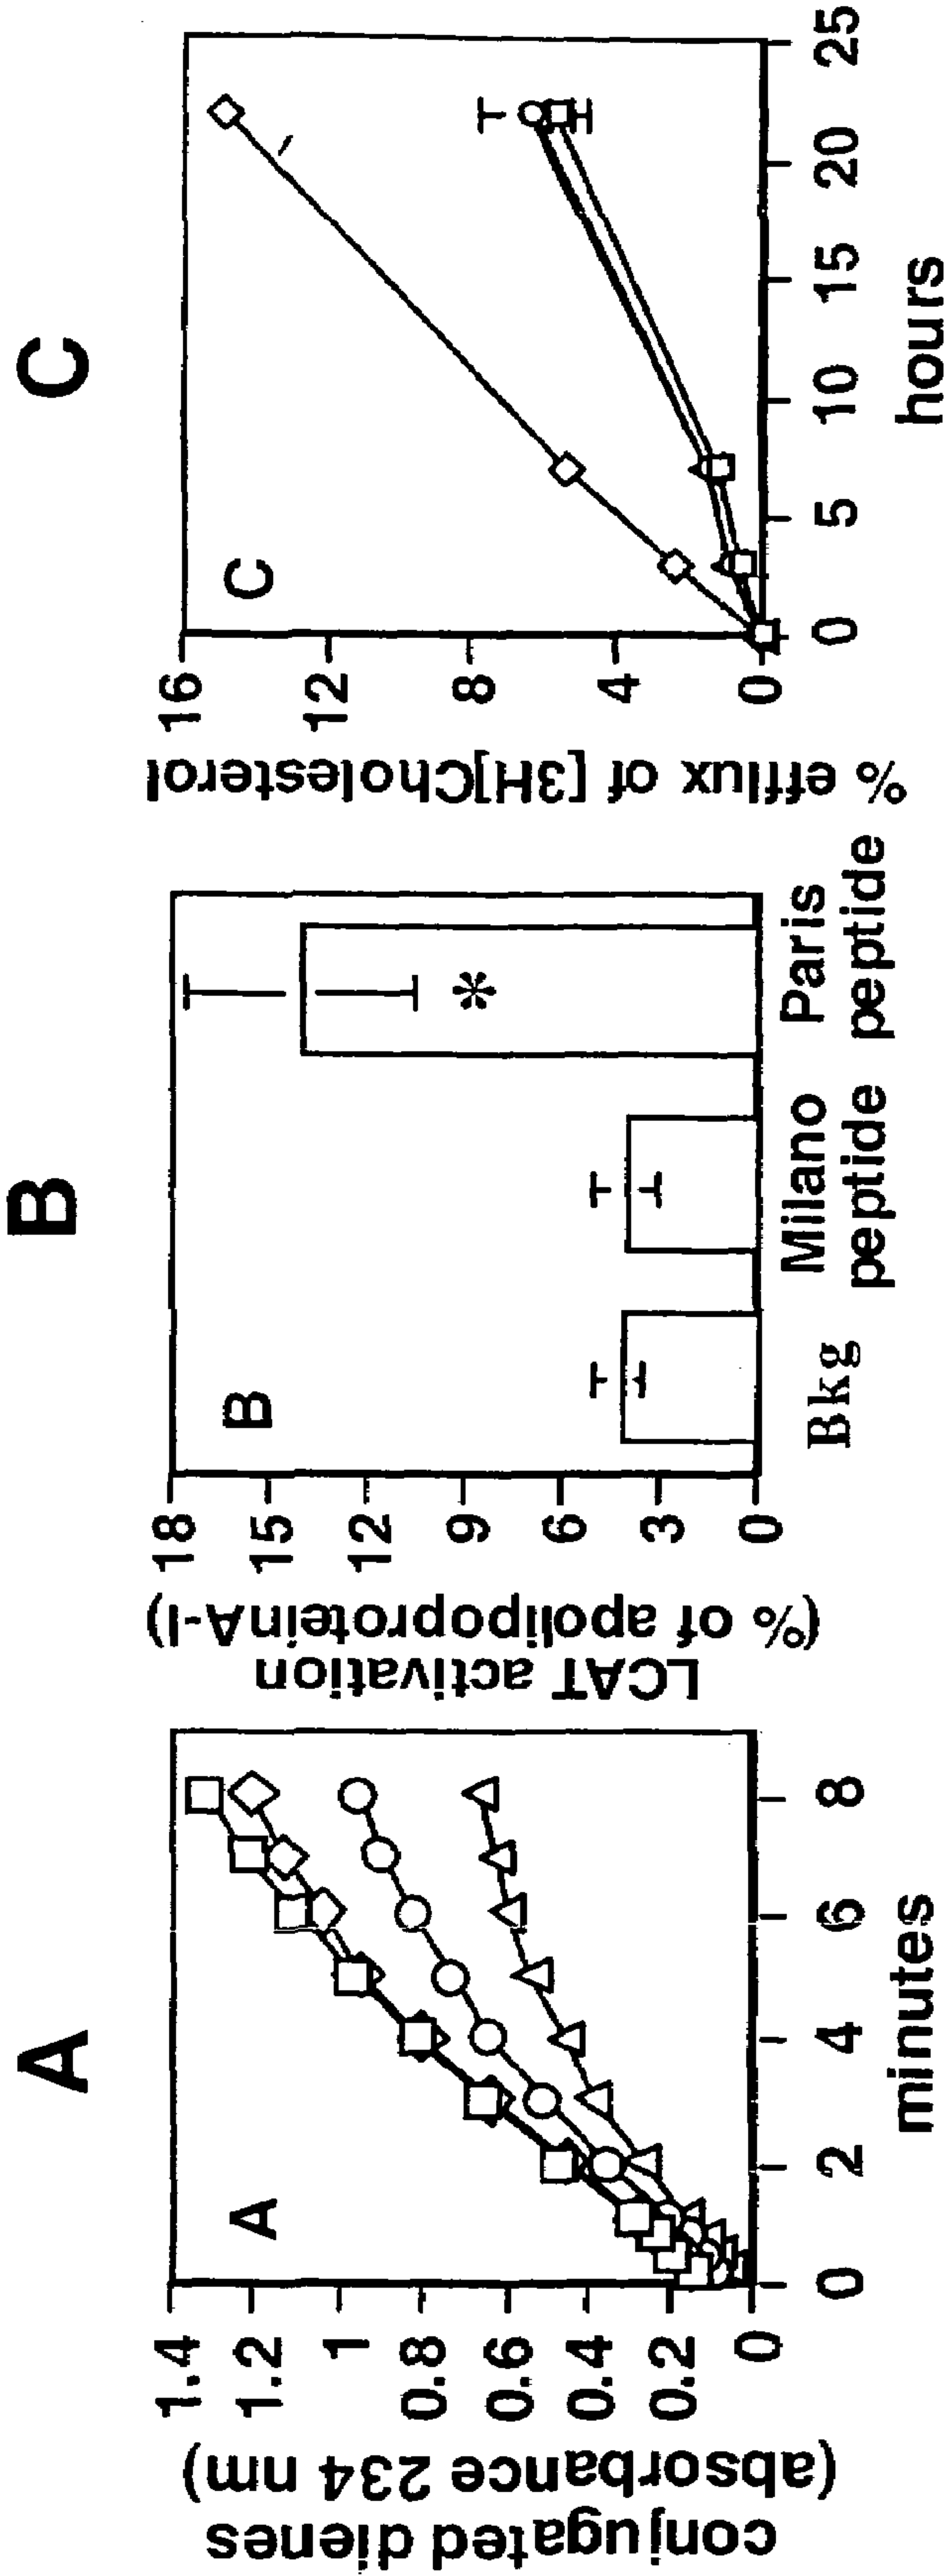 A
conjugated dienes
(absorbance 234 nm)
1.4
1.2
1
0.8
0.6
0.4
0.2
0
A
0
2
4
6
8
minutes
B
LCAT activation
(% of apolipoproteinA-I)
18
15
12
9
6
3
0
B
*
Bkg
Milano
peptide
Paris
peptide
C
% efflux of [3H]Cholesterol
16
12
8
4
0
C
0
5
10
15
20
25
hours